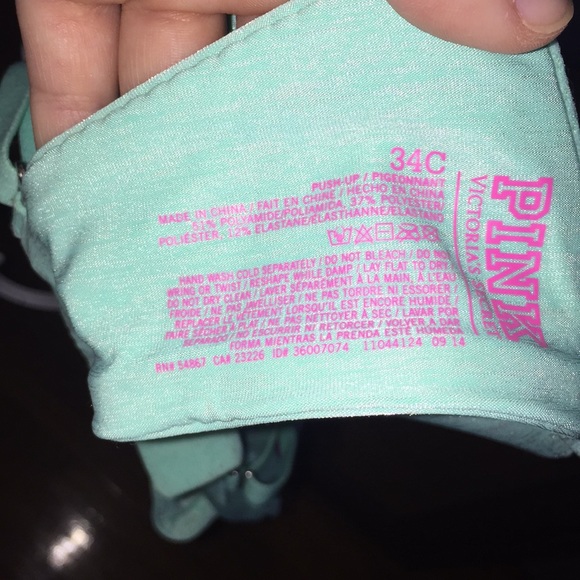 34C
PUSH-UP / PIGEONNANT
MADE IN CHINA / FAIT EN CHINE / HECHO EN CHINA
51% POLYAMIDE/POLIAMIDA, 37% POLYESTER/
POLIÉSTER, 12% ELASTANE/ÉLASTHANNE/ELASTANO
HAND WASH COLD SEPARATELY / DO NOT BLEACH / DO NOT
WRING OR TWIST / RESHAPE WHILE DAMP / LAY FLAT TO DRY
DO NOT DRY CLEAN / LAVER SÉPARÉMENT À LA MAIN, À L'EAU
FROIDE / NE PAS JAVELLISER / NE PAS TORDRE NI ESSORER /
REPLACER LE VÊTEMENT LORSQU'IL EST ENCORE HUMIDE /
FAIRE SÉCHER À PLAT / NE PAS NETTOYER À SEC / LAVAR POR
SEPARADO / NO ESCURRIR NI RETORCER / VOLVER A DAR
FORMA MIENTRAS LA PRENDA ESTÉ HÚMEDA
RN# 54867 CA# 23226 ID# 36007074 11044124 09 14
VICTORIA'S SECRET
PINK